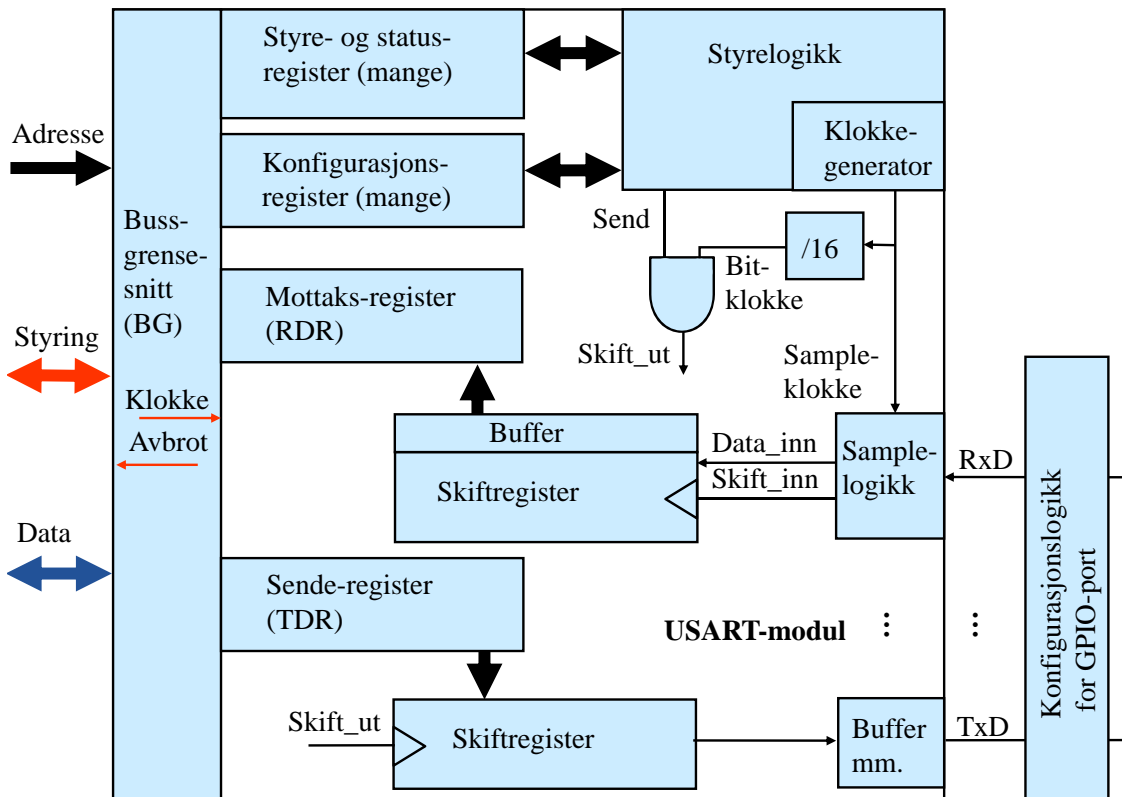 Styre- og status-
register (mange)
Styrelogikk
Klokke-
generator
Adresse
Konfigurasjons-
register (mange)
Buss-
grense-
snitt
(BG)
Send
/16
Bit-
klokke
Mottaks-register
(RDR)
Styring
Skift_ut
Sample-
klokke
Klokke
Avbrot
Buffer
Skiftregister
Data_inn
Skift_inn
Sample-
logikk
RxD
Data
Sende-register
(TDR)
USART-modul
⋮
⋮
Konfigurasjonslogikk
for GPIO-port
Skift_ut
Skiftregister
Buffer
mm.
TxD